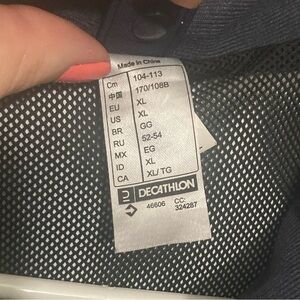 Made in China
Cm 104-113
中国 170/108B
EU XL
US XL
BR GG
RU 52-54
MX EG
ID XL
CA XL/TG
DECATHLON
46606 CC:
324287